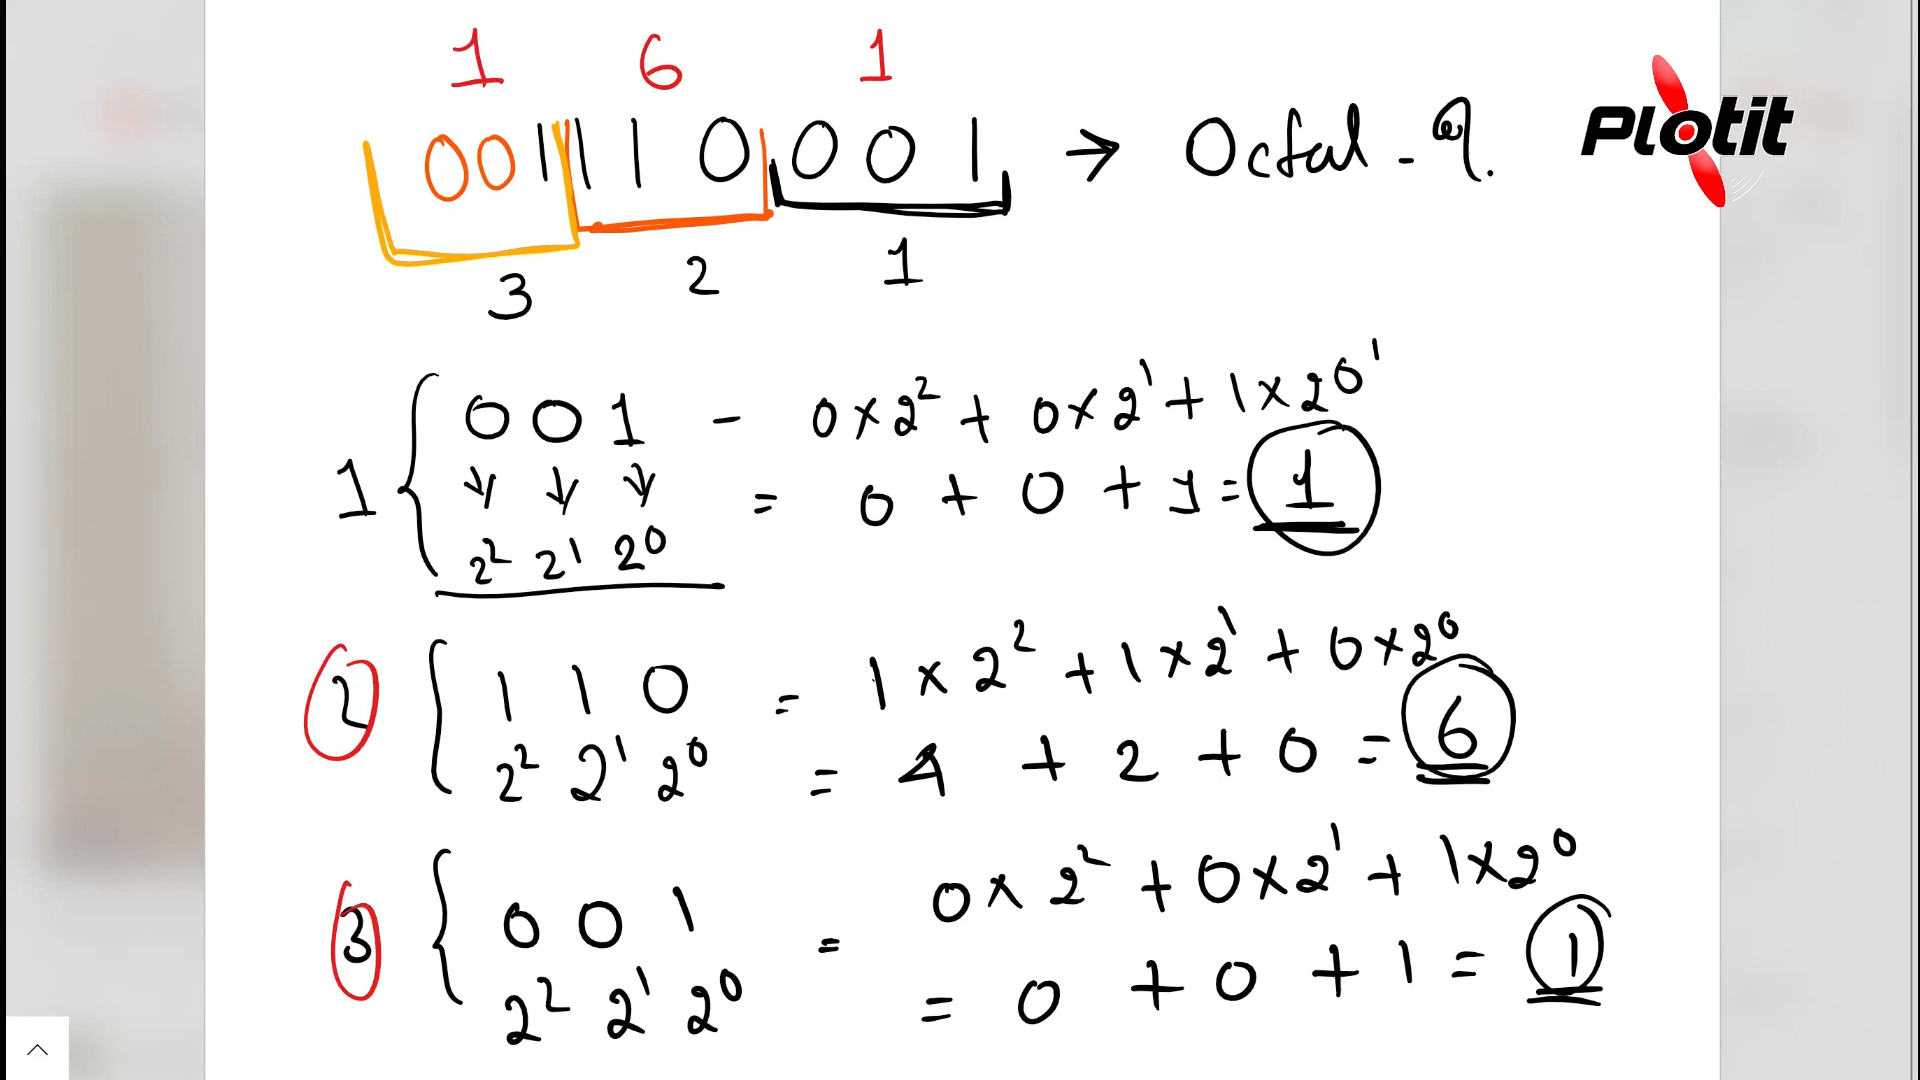 1 6 1
001110001 → Octal - ๑.
3 2 1
001 - 0×2² + 0×2¹ + 1×2⁰ 1
1
= 0 + 0 + 1 = 1
2² 2¹ 2⁰
2
110 = 1×2² + 1×2¹ + 0×2⁰
2² 2¹ 2⁰ = 4 + 2 + 0 = 6
3
001 = 0×2² + 0×2¹ + 1×2⁰
2² 2¹ 2⁰ = 0 + 0 + 1 = 1
Plotit